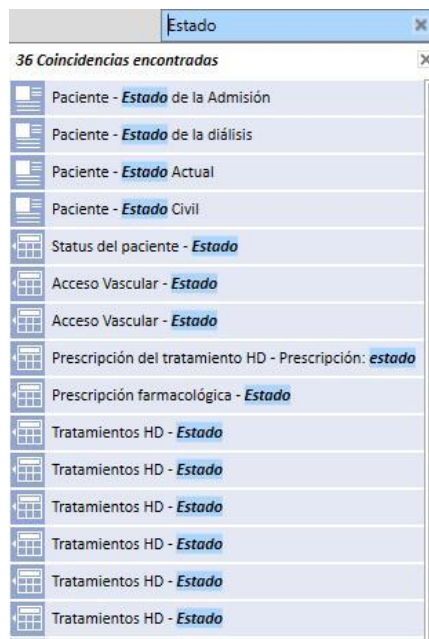 Estado
36 Coincidencias encontradas
Paciente - Estado de la Admisión
Paciente - Estado de la diálisis
Paciente - Estado Actual
Paciente - Estado Civil
Status del paciente - Estado
Acceso Vascular - Estado
Acceso Vascular - Estado
Prescripción del tratamiento HD - Prescripción: estado
Prescripción farmacológica - Estado
Tratamientos HD - Estado
Tratamientos HD - Estado
Tratamientos HD - Estado
Tratamientos HD - Estado
Tratamientos HD - Estado
Tratamientos HD - Estado